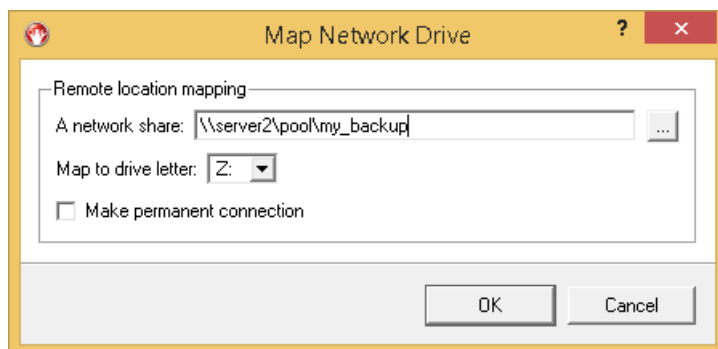 Map Network Drive ? ×
Remote location mapping
A network share: \\server2\pool\my_backup ...
Map to drive letter: Z:
Make permanent connection
OK Cancel